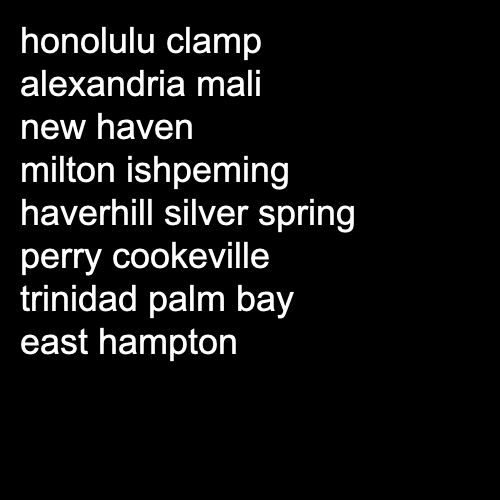 honolulu clamp
alexandria mali
new haven
milton ishpeming
haverhill silver spring
perry cookeville
trinidad palm bay
east hampton